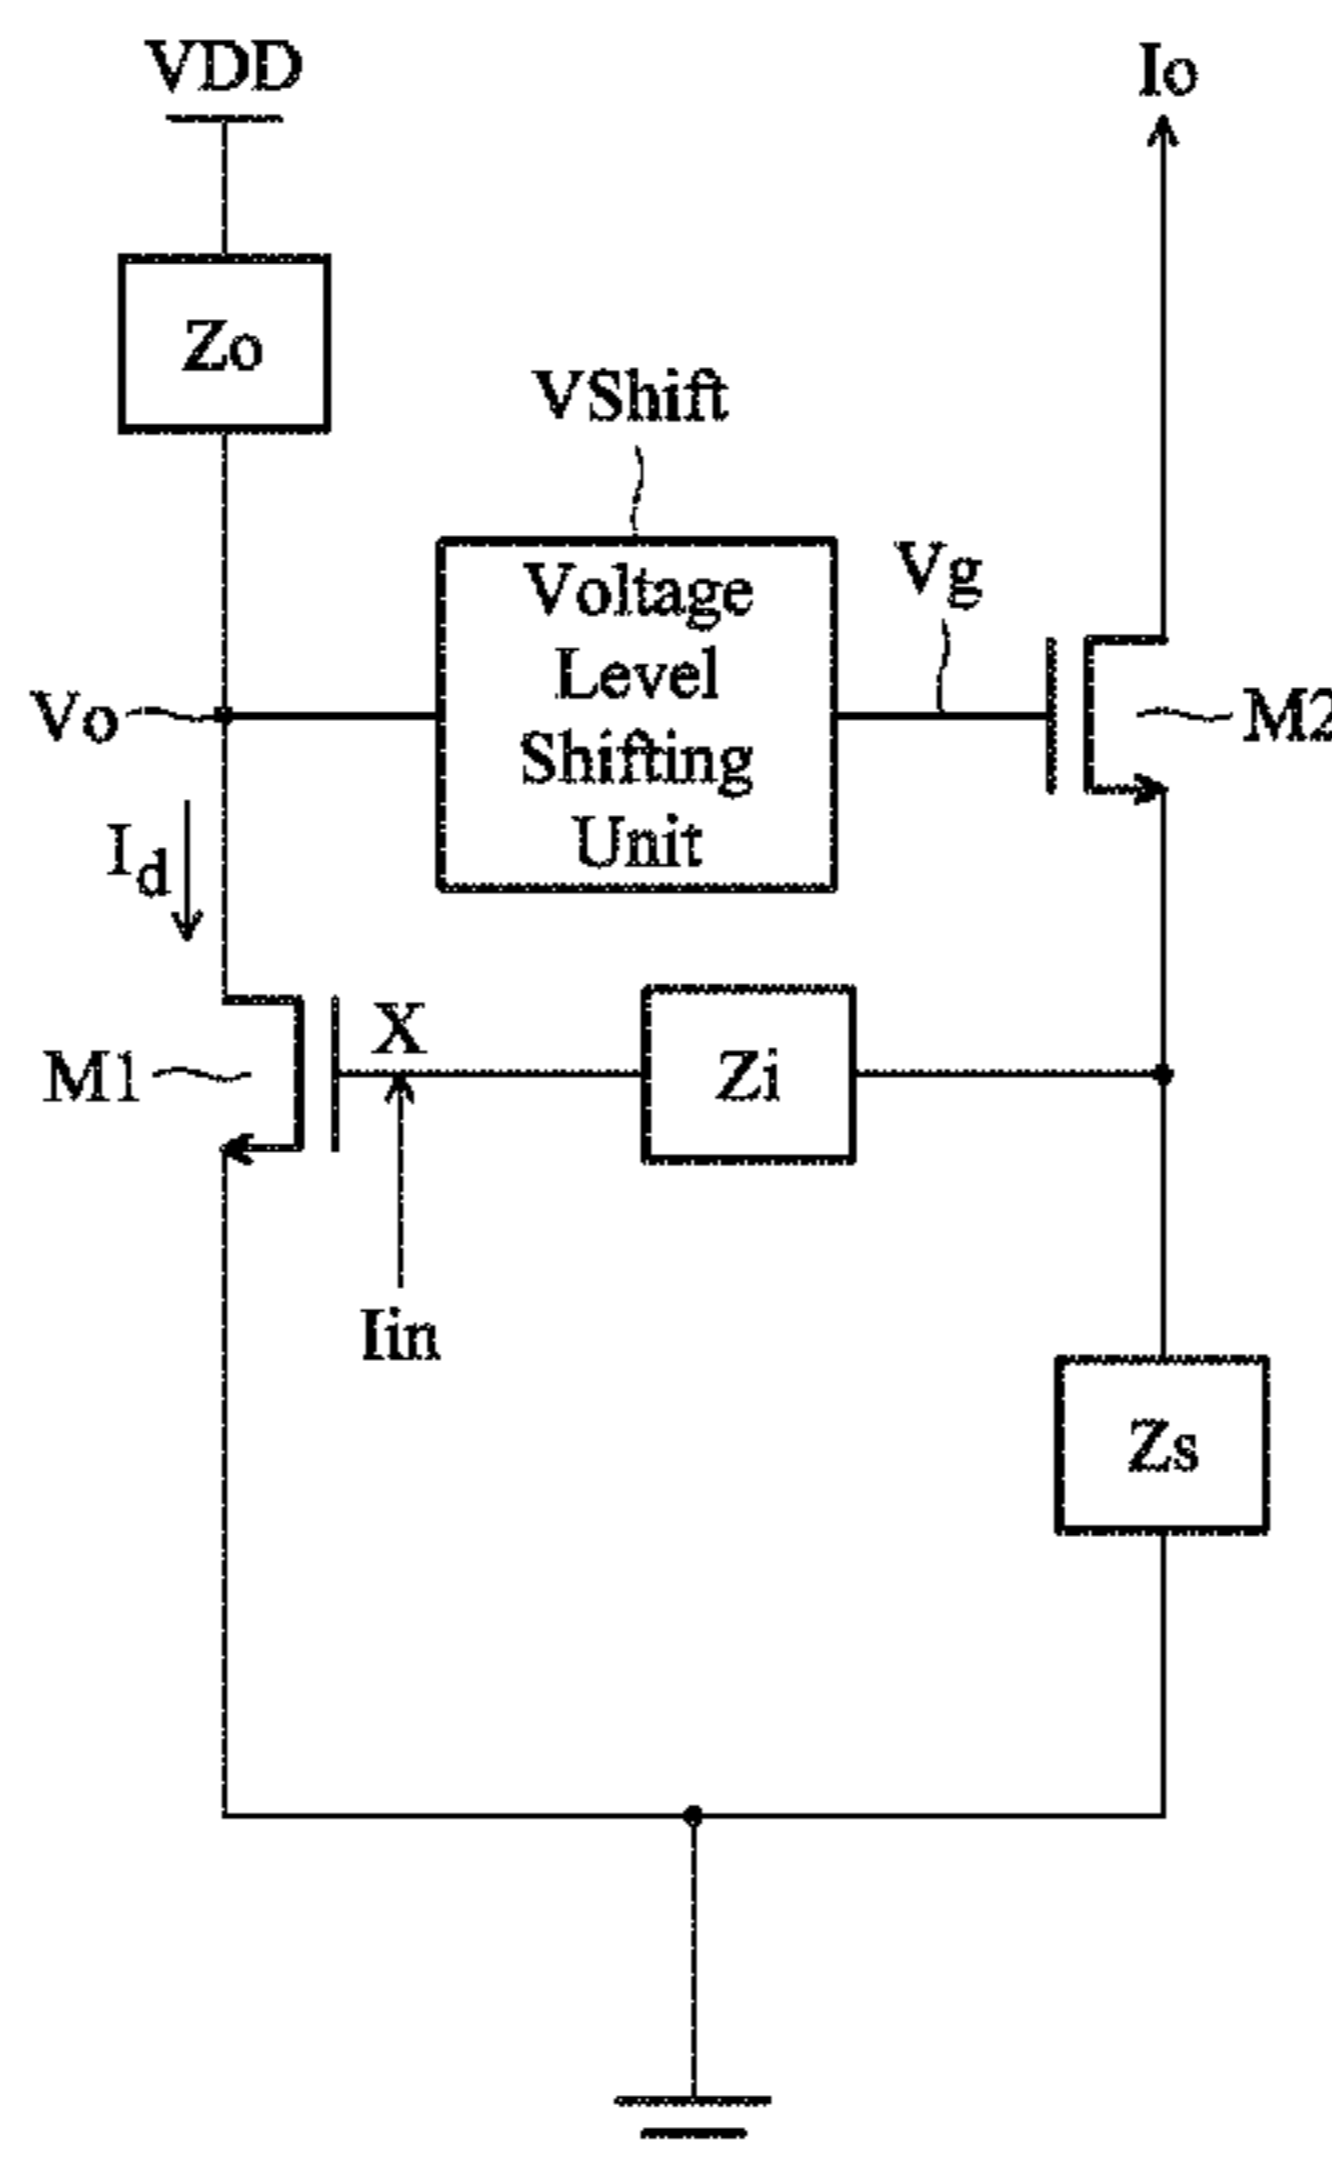 VDD
Io
Zo
VShift
Voltage
Level
Shifting
Unit
Vg
Vo
M2
Id
X
Zi
M1
Iin
Zs